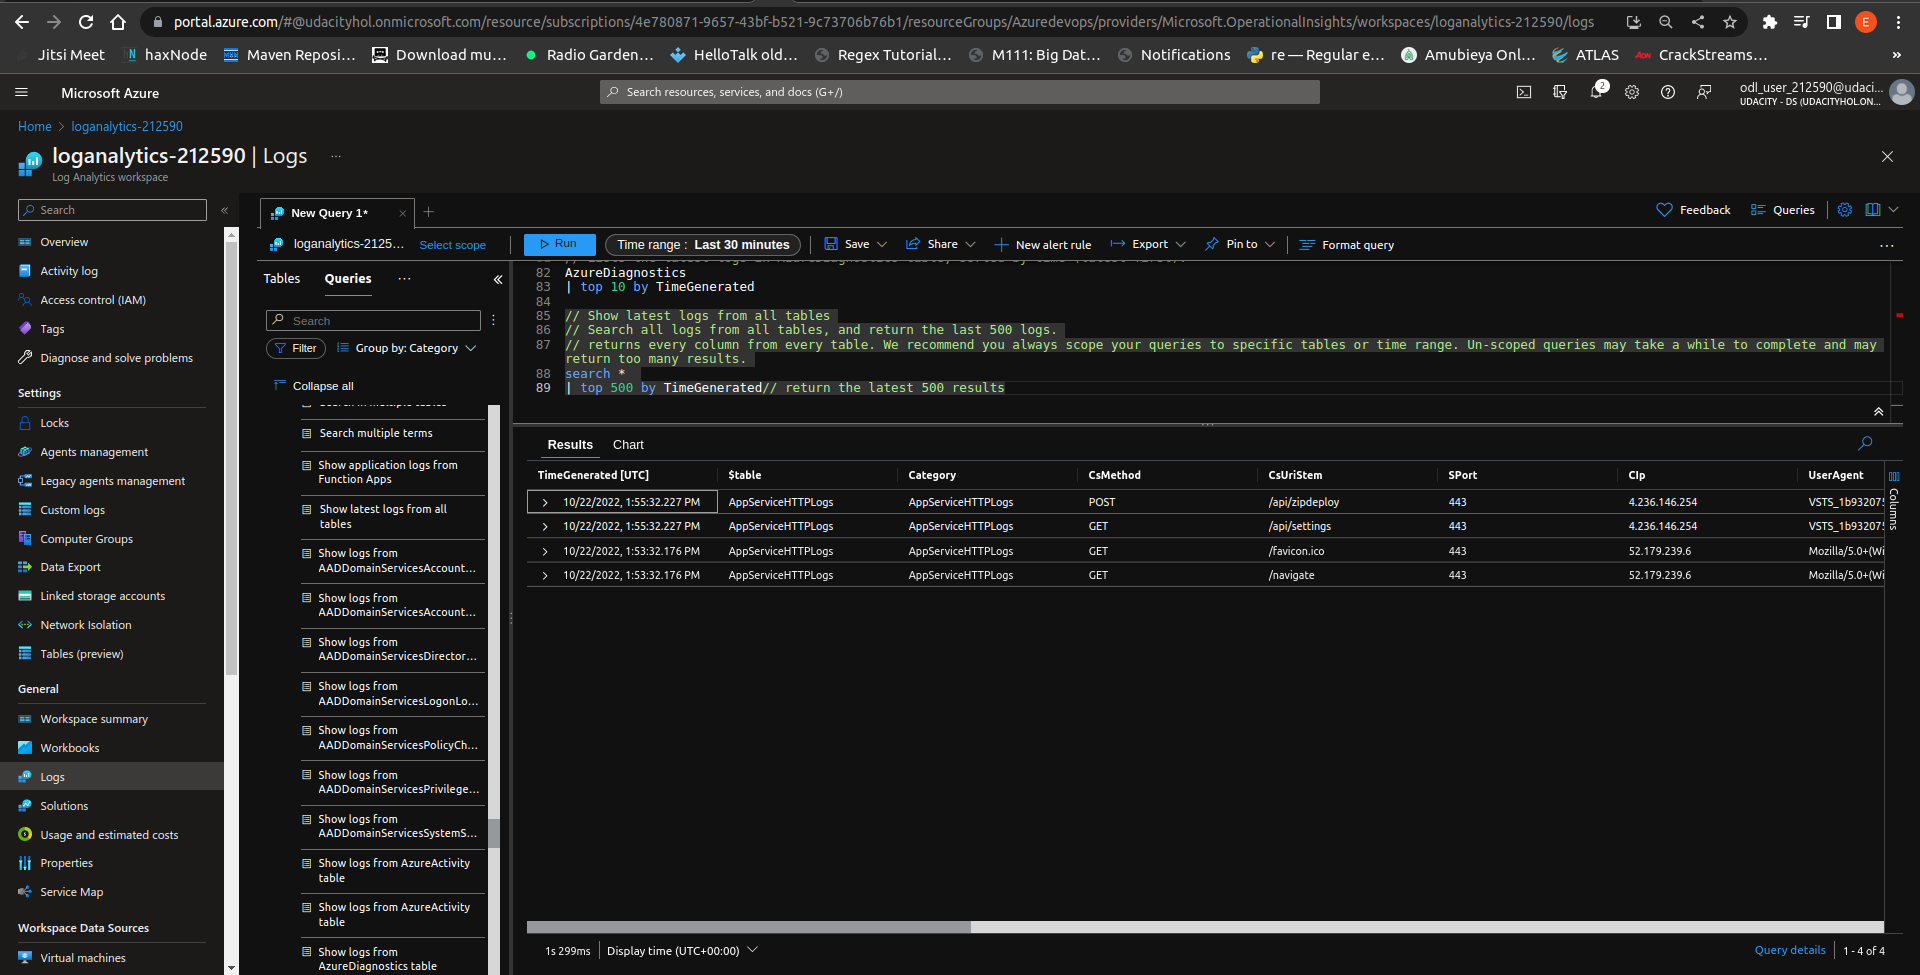 portal.azure.com/#@udacityhol.onmicrosoft.com/resource/subscriptions/4e780871-9657-43bf-b521-9c73706b76b1/resourceGroups/Azuredevops/providers/Microsoft.OperationalInsights/workspaces/loganalytics-212590/logs
E
Jitsi Meet
haxNode
Maven Reposi...
Download mu...
Radio Garden...
HelloTalk old...
Regex Tutorial...
M111: Big Dat...
Notifications
re — Regular e...
Amubieya Onl...
ATLAS
CrackStreams...
»
Microsoft Azure
Search resources, services, and docs (G+/)
2
odl_user_212590@udaci...
UDACITY - DS (UDACITYHOL.ON...
Home > loganalytics-212590
loganalytics-212590 | Logs ...
Log Analytics workspace
Search
«
Overview
Activity log
Access control (IAM)
Tags
Diagnose and solve problems
Settings
Locks
Agents management
Legacy agents management
Custom logs
Computer Groups
Data Export
Linked storage accounts
Network Isolation
Tables (preview)
General
Workspace summary
Workbooks
Logs
Solutions
Usage and estimated costs
Properties
Service Map
Workspace Data Sources
Virtual machines
New Query 1*
Feedback
Queries
loganalytics-2125...
Select scope
Run
Time range : Last 30 minutes
Save
Share
New alert rule
Export
Pin to
Format query
...
Tables
Queries
...
«
Search
Filter
Group by: Category
Collapse all
Search in multiple tables
Search multiple terms
Show application logs from
Function Apps
Show latest logs from all
tables
Show logs from
AADDomainServicesAccount...
Show logs from
AADDomainServicesAccount...
Show logs from
AADDomainServicesDirector...
Show logs from
AADDomainServicesLogonLo...
Show logs from
AADDomainServicesPolicyCh...
Show logs from
AADDomainServicesPrivilege...
Show logs from
AADDomainServicesSystemS...
Show logs from AzureActivity
table
Show logs from AzureActivity
table
Show logs from
AzureDiagnostics table
82 AzureDiagnostics
83 | top 10 by TimeGenerated
84
85 // Show latest logs from all tables
86 // Search all logs from all tables, and return the last 500 logs.
87 // returns every column from every table. We recommend you always scope your queries to specific tables or time range. Un-scoped queries may take a while to complete and may
return too many results.
88 search *
89 | top 500 by TimeGenerated// return the latest 500 results
Results
Chart
TimeGenerated [UTC] $table Category CsMethod CsUriStem SPort CIp UserAgent
10/22/2022, 1:55:32.227 PM AppServiceHTTPLogs AppServiceHTTPLogs POST /api/zipdeploy 443 4.236.146.254 VSTS_1b932075
10/22/2022, 1:55:32.227 PM AppServiceHTTPLogs AppServiceHTTPLogs GET /api/settings 443 4.236.146.254 VSTS_1b932075
10/22/2022, 1:53:32.176 PM AppServiceHTTPLogs AppServiceHTTPLogs GET /favicon.ico 443 52.179.239.6 Mozilla/5.0+(Wi
10/22/2022, 1:53:32.176 PM AppServiceHTTPLogs AppServiceHTTPLogs GET /navigate 443 52.179.239.6 Mozilla/5.0+(Wi
Columns
1s 299ms
Display time (UTC+00:00)
Query details
1 - 4 of 4